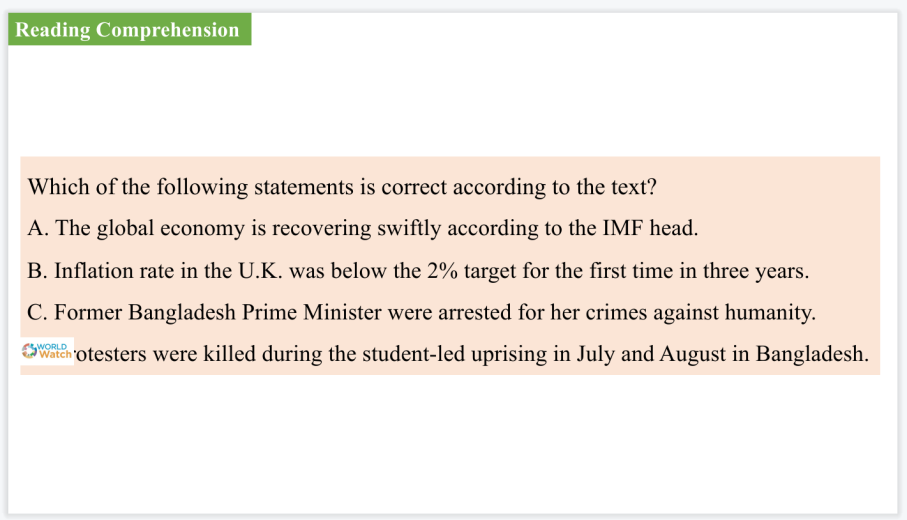 Reading Comprehension
Which of the following statements is correct according to the text?
A. The global economy is recovering swiftly according to the IMF head.
B. Inflation rate in the U.K. was below the 2% target for the first time in three years.
C. Former Bangladesh Prime Minister were arrested for her crimes against humanity.
WORLD
Watch
otesters were killed during the student-led uprising in July and August in Bangladesh.